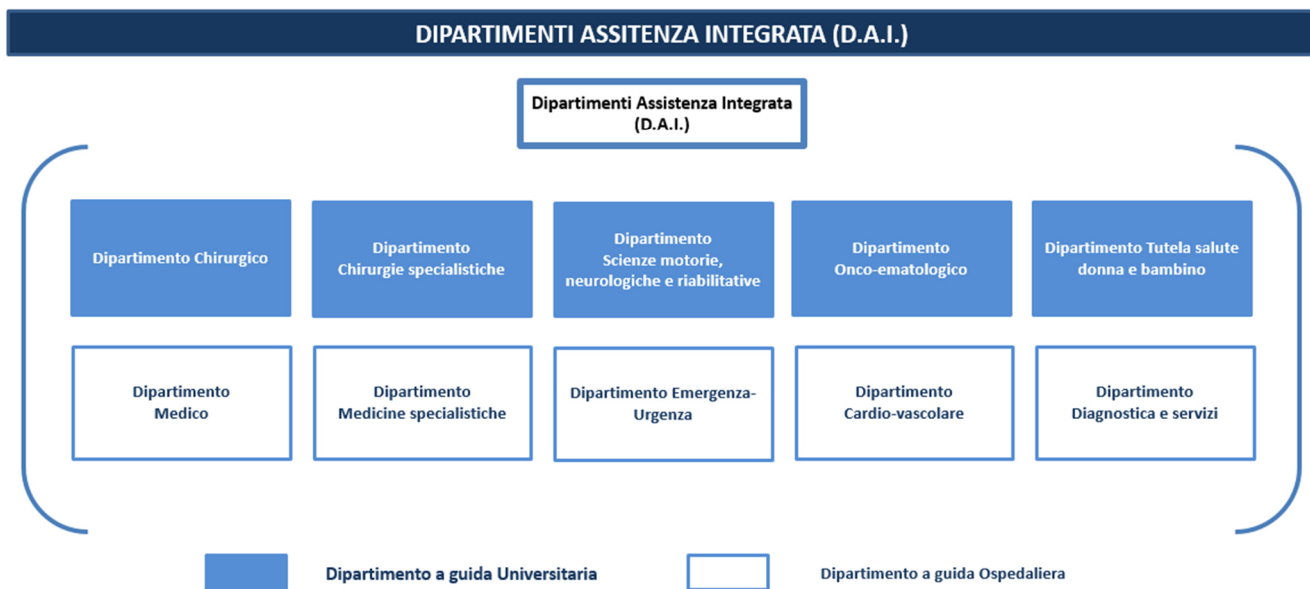 DIPARTIMENTI ASSITENZA INTEGRATA (D.A.I.)
Dipartimenti Assistenza Integrata
(D.A.I.)
Dipartimento Chirurgico
Dipartimento
Chirurgie specialistiche
Dipartimento
Scienze motorie,
neurologiche e riabilitative
Dipartimento
Onco-ematologico
Dipartimento Tutela salute
donna e bambino
Dipartimento
Medico
Dipartimento
Medicine specialistiche
Dipartimento Emergenza-
Urgenza
Dipartimento
Cardio-vascolare
Dipartimento
Diagnostica e servizi
Dipartimento a guida Universitaria
Dipartimento a guida Ospedaliera